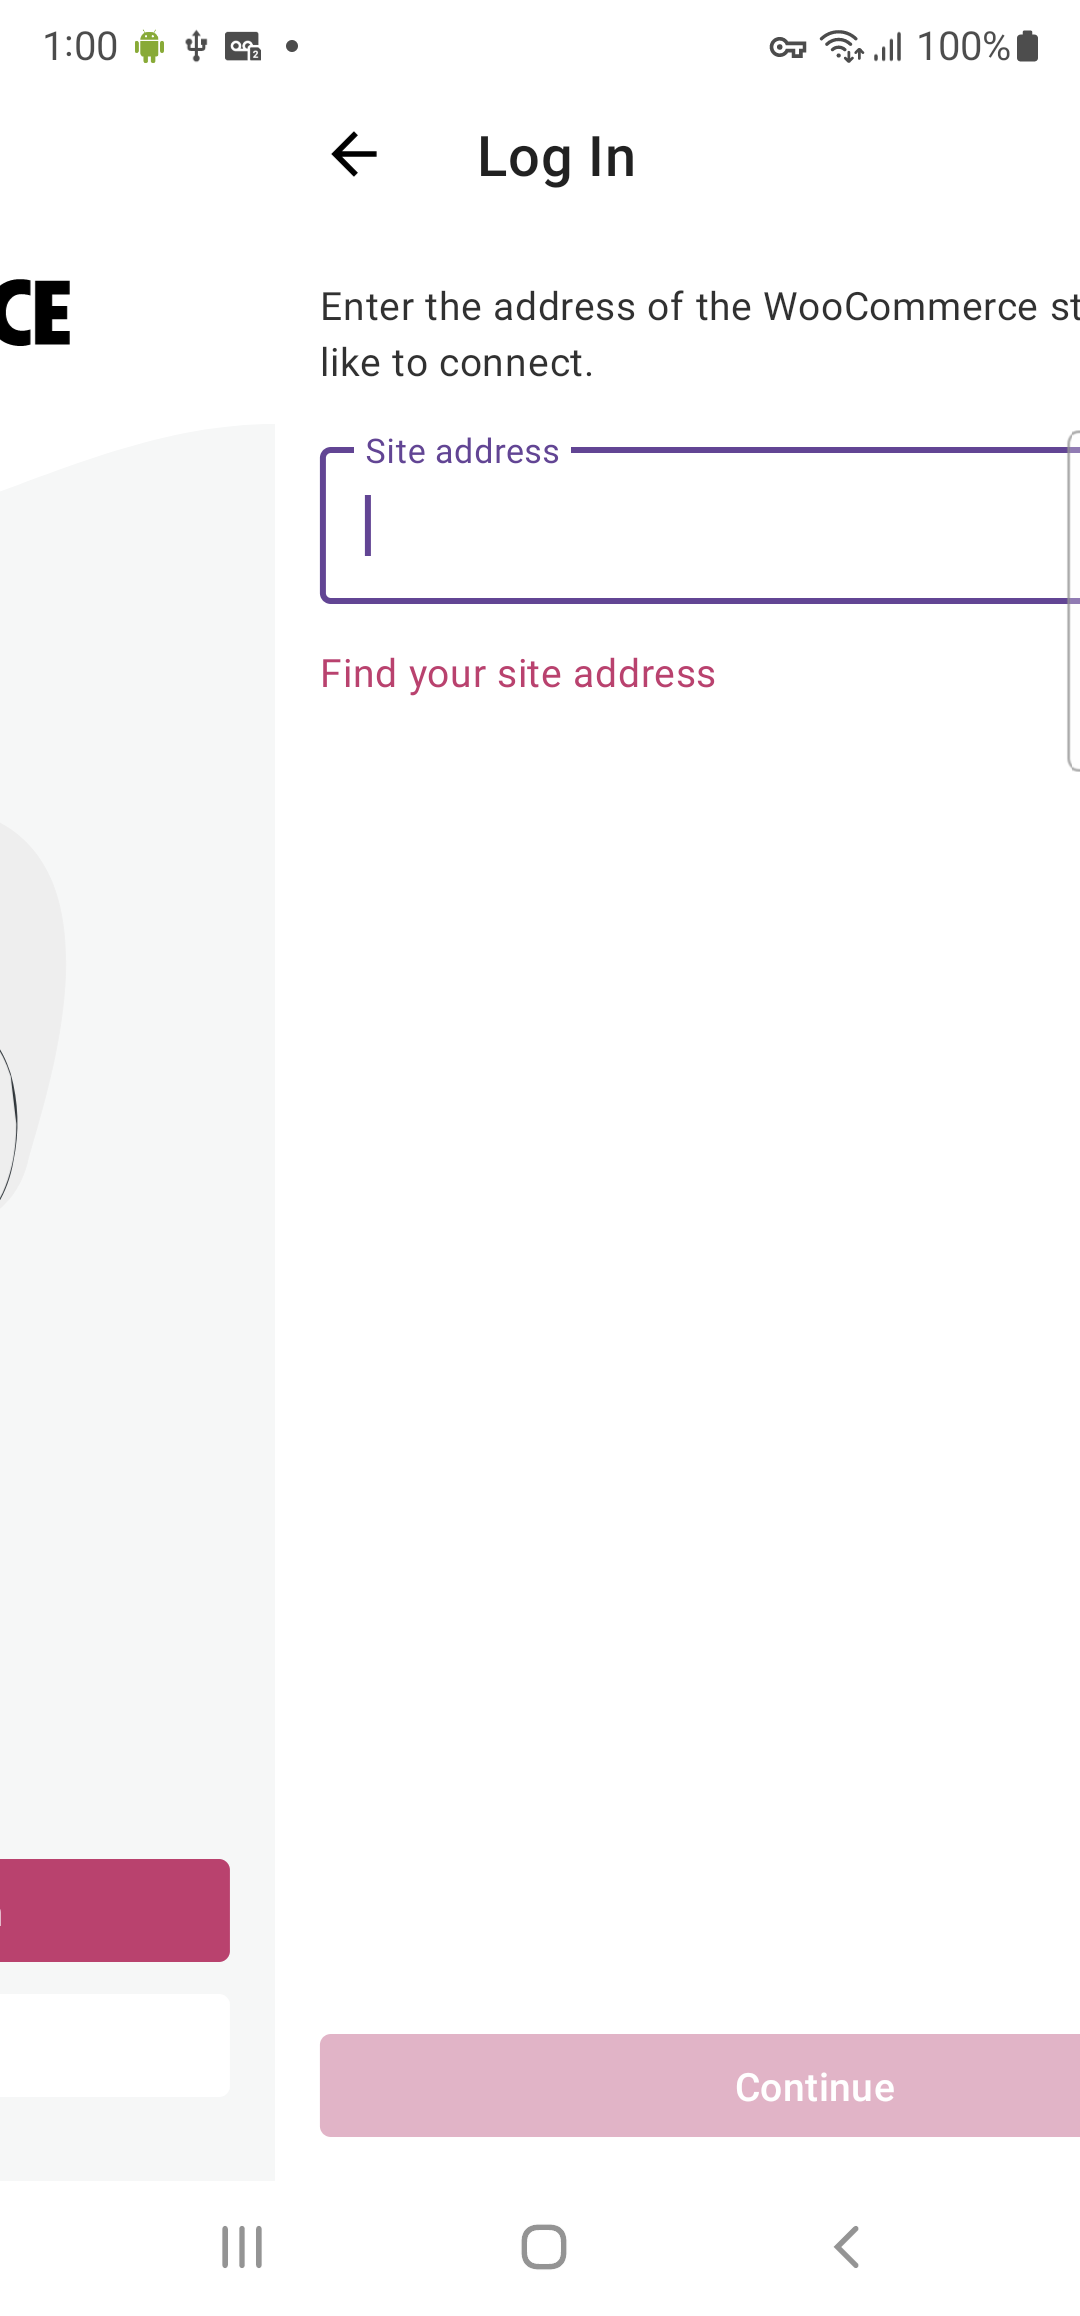 1:00
100%
Log In
CE
Enter the address of the WooCommerce st
like to connect.
Site address
Find your site address
Continue